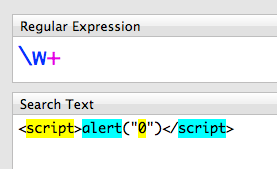 Regular Expression
\w+
Search Text
<script>alert("0")</script>